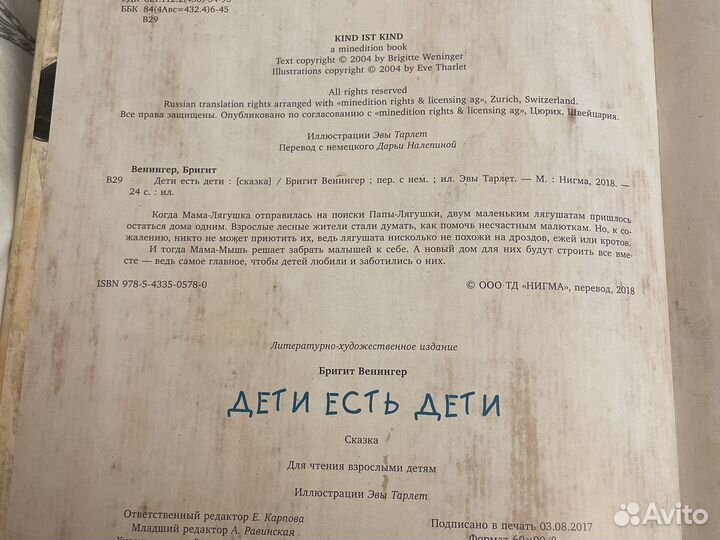 ББК 84(4Авс=432.4)6-45
В29
KIND IST KIND
a minedition book
Text copyright © 2004 by Brigitte Weninger
Illustrations copyright © 2004 by Eve Tharlet
All rights reserved
Russian translation rights arranged with «minedition rights & licensing ag», Zurich, Switzerland.
Все права защищены. Опубликовано по согласованию с «minedition rights & licensing ag», Цюрих, Швейцария.
Иллюстрации Эвы Тарлет
Перевод с немецкого Дарьи Налепиной
Венингер, Бригит
В29 Дети есть дети : [сказка] / Бригит Венингер ; пер. с нем. ; ил. Эвы Тарлет. — М. : Нигма, 2018. —
24 с. : ил.
Когда Мама-Лягушка отправилась на поиски Папы-Лягушки, двум маленьким лягушатам пришлось
остаться дома одним. Взрослые лесные жители стали думать, как помочь несчастным малюткам. Но, к со-
жалению, никто не может приютить их, ведь лягушата нисколько не похожи на дроздов, ежей или кротов.
И тогда Мама-Мышь решает забрать малышей к себе. А новый дом для них будут строить все вме-
сте — ведь самое главное, чтобы детей любили и заботились о них.
ISBN 978-5-4335-0578-0
© ООО ТД «НИГМА», перевод, 2018
Литературно-художественное издание
Бригит Венингер
ДЕТИ ЕСТЬ ДЕТИ
Сказка
Для чтения взрослыми детям
Иллюстрации Эвы Тарлет
Ответственный редактор Е. Карпова
Младший редактор А. Равинская
Подписано в печать 03.08.2017
Формат 60×90/8
Avito